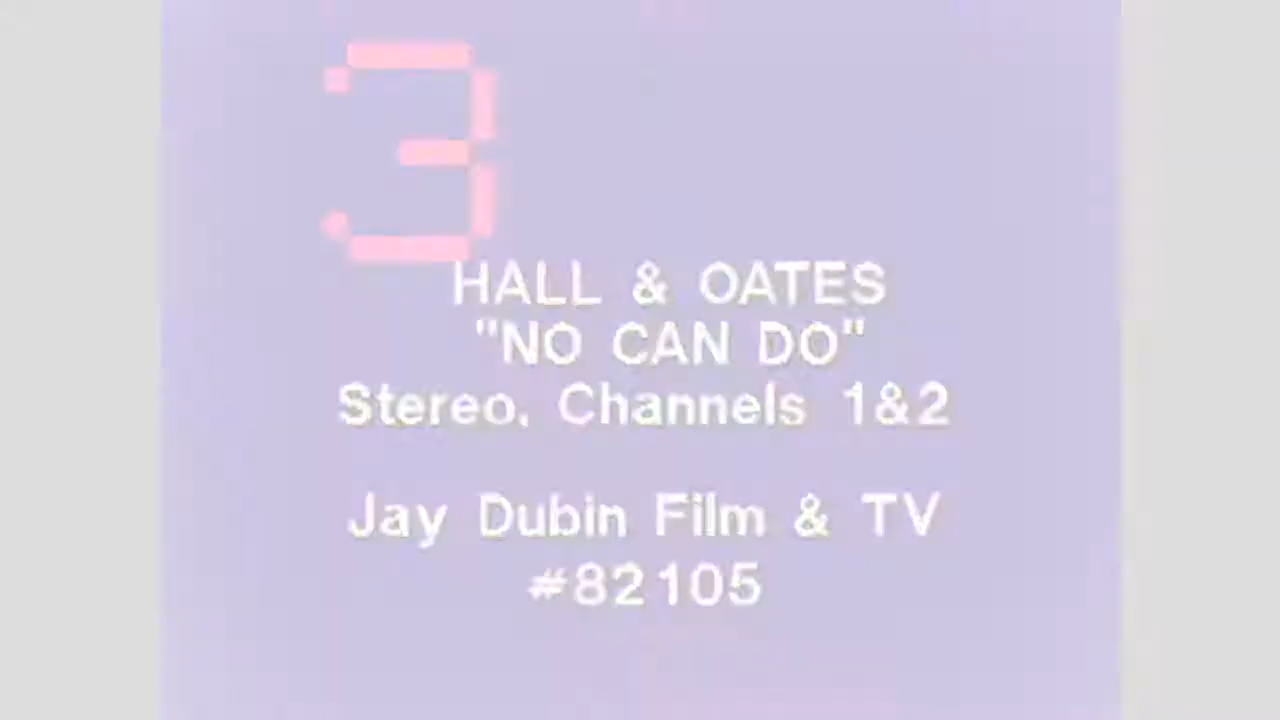 3
HALL & OATES
"NO CAN DO"
Stereo, Channels 1&2
Jay Dubin Film & TV
#82105